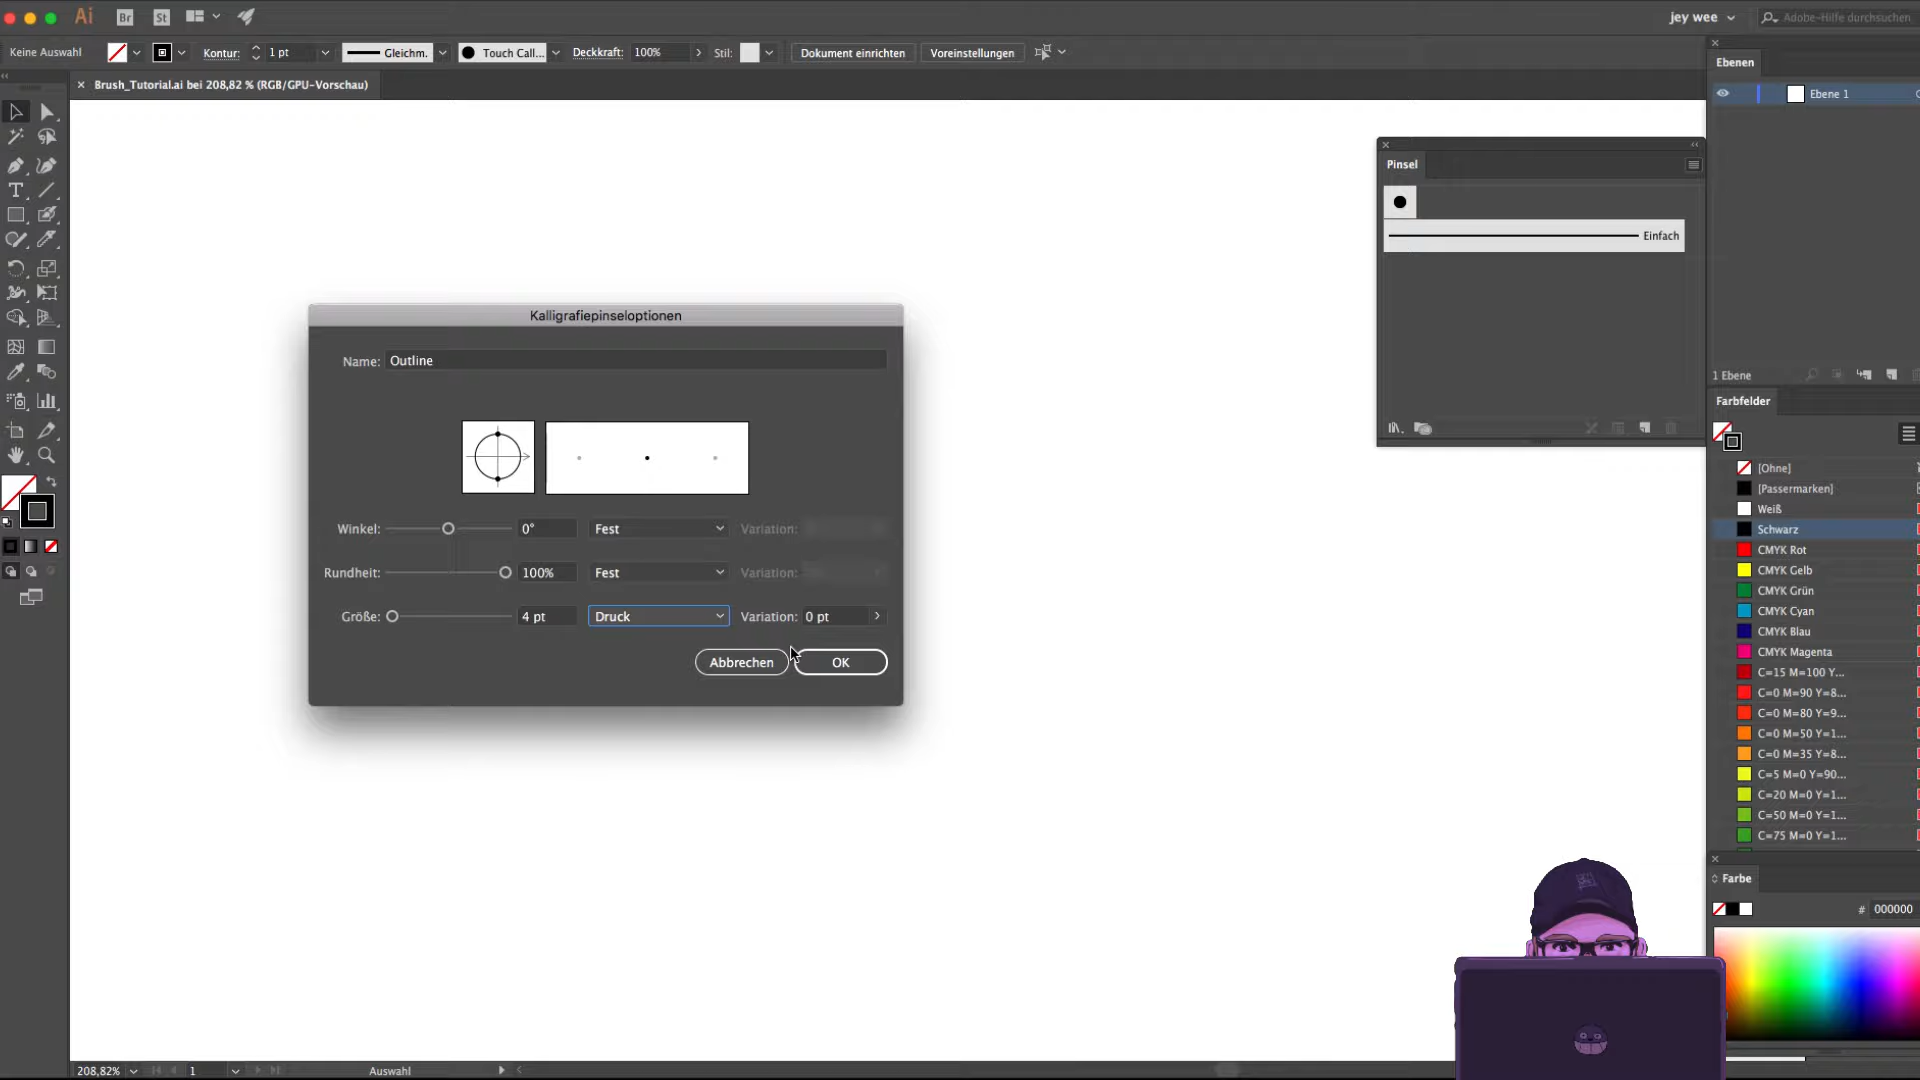 Ai
Br
St
jey wee
Adobe-Hilfe durchsuchen
Keine Auswahl
Kontur:
1 pt
Gleichm.
Touch Call...
Deckkraft:
100%
Stil:
Dokument einrichten
Voreinstellungen
Brush_Tutorial.ai bei 208,82 % (RGB/GPU-Vorschau)
Ebenen
Ebene 1
Pinsel
Einfach
1 Ebene
Kalligrafiepinseloptionen
Name: Outline
Winkel: 0° Fest Variation:
Rundheit: 100% Fest Variation:
Größe: 4 pt Druck Variation: 0 pt
Abbrechen
OK
Farbfelder
[Ohne]
[Passermarken]
Weiß
Schwarz
CMYK Rot
CMYK Gelb
CMYK Grün
CMYK Cyan
CMYK Blau
CMYK Magenta
C=15 M=100 Y...
C=0 M=90 Y=8...
C=0 M=80 Y=9...
C=0 M=50 Y=1...
C=0 M=35 Y=8...
C=5 M=0 Y=90...
C=20 M=0 Y=1...
C=50 M=0 Y=1...
C=75 M=0 Y=1...
Farbe
# 000000
208,82%
1
Auswahl